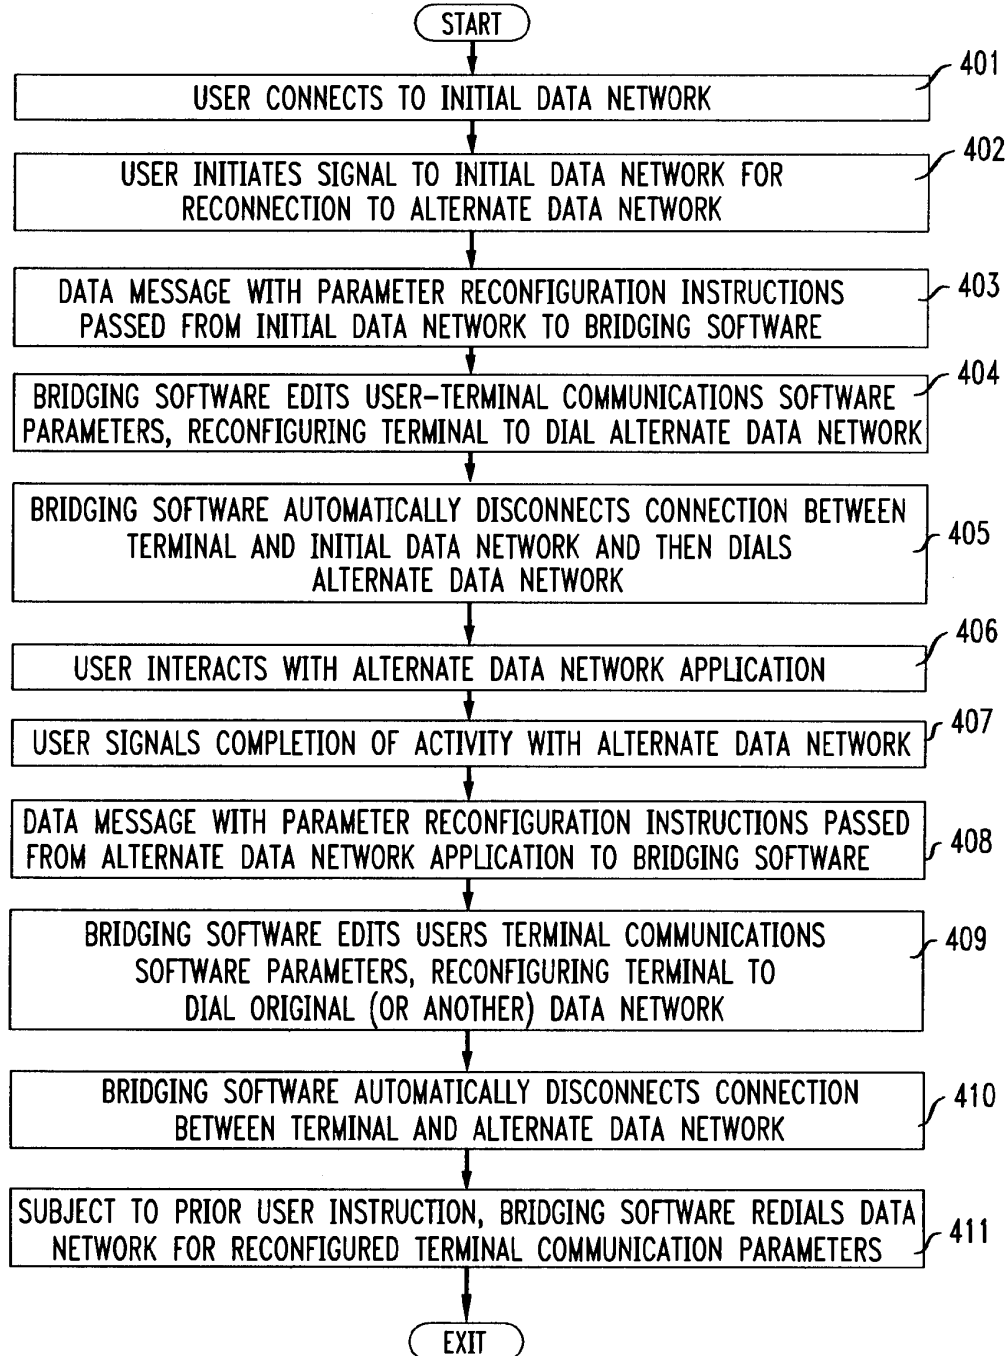 START
401
USER CONNECTS TO INITIAL DATA NETWORK
402
USER INITIATES SIGNAL TO INITIAL DATA NETWORK FOR
RECONNECTION TO ALTERNATE DATA NETWORK
403
DATA MESSAGE WITH PARAMETER RECONFIGURATION INSTRUCTIONS
PASSED FROM INITIAL DATA NETWORK TO BRIDGING SOFTWARE
404
BRIDGING SOFTWARE EDITS USER-TERMINAL COMMUNICATIONS SOFTWARE
PARAMETERS, RECONFIGURING TERMINAL TO DIAL ALTERNATE DATA NETWORK
BRIDGING SOFTWARE AUTOMATICALLY DISCONNECTS CONNECTION BETWEEN
TERMINAL AND INITIAL DATA NETWORK AND THEN DIALS
ALTERNATE DATA NETWORK
405
406
USER INTERACTS WITH ALTERNATE DATA NETWORK APPLICATION
407
USER SIGNALS COMPLETION OF ACTIVITY WITH ALTERNATE DATA NETWORK
DATA MESSAGE WITH PARAMETER RECONFIGURATION INSTRUCTIONS PASSED
FROM ALTERNATE DATA NETWORK APPLICATION TO BRIDGING SOFTWARE
408
BRIDGING SOFTWARE EDITS USERS TERMINAL COMMUNICATIONS
SOFTWARE PARAMETERS, RECONFIGURING TERMINAL TO
DIAL ORIGINAL (OR ANOTHER) DATA NETWORK
409
BRIDGING SOFTWARE AUTOMATICALLY DISCONNECTS CONNECTION
BETWEEN TERMINAL AND ALTERNATE DATA NETWORK
410
SUBJECT TO PRIOR USER INSTRUCTION, BRIDGING SOFTWARE REDIALS DATA
NETWORK FOR RECONFIGURED TERMINAL COMMUNICATION PARAMETERS
411
EXIT